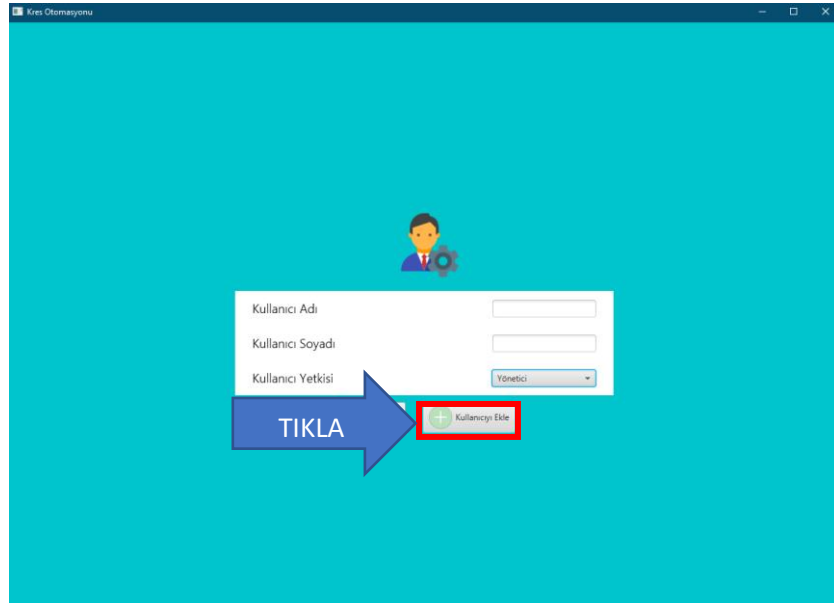 Kres Otomasyonu
Kullanıcı Adı
Kullanıcı Soyadı
Kullanıcı Yetkisi
Yönetici
TIKLA
Kullanıcıyı Ekle